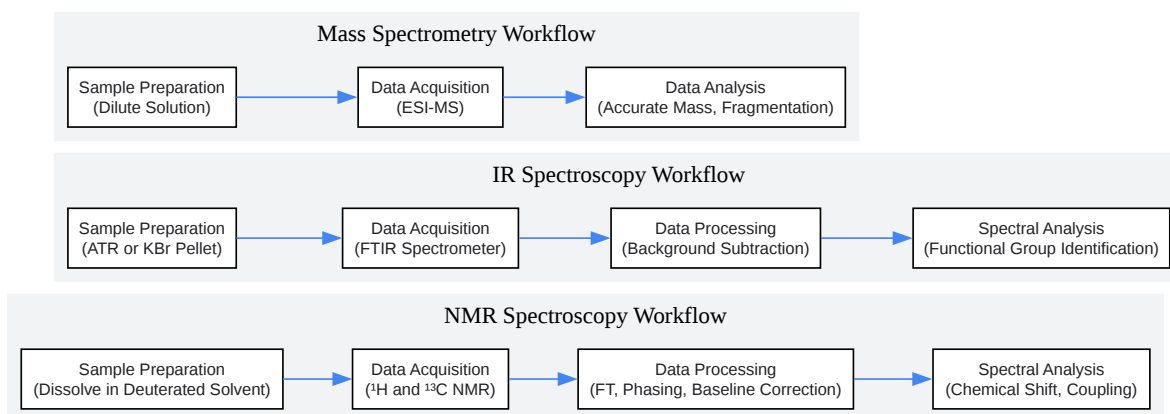 Mass Spectrometry Workflow
Sample Preparation
(Dilute Solution)
Data Acquisition
(ESI-MS)
Data Analysis
(Accurate Mass, Fragmentation)
IR Spectroscopy Workflow
Sample Preparation
(ATR or KBr Pellet)
Data Acquisition
(FTIR Spectrometer)
Data Processing
(Background Subtraction)
Spectral Analysis
(Functional Group Identification)
NMR Spectroscopy Workflow
Sample Preparation
(Dissolve in Deuterated Solvent)
Data Acquisition
(¹H and ¹³C NMR)
Data Processing
(FT, Phasing, Baseline Correction)
Spectral Analysis
(Chemical Shift, Coupling)